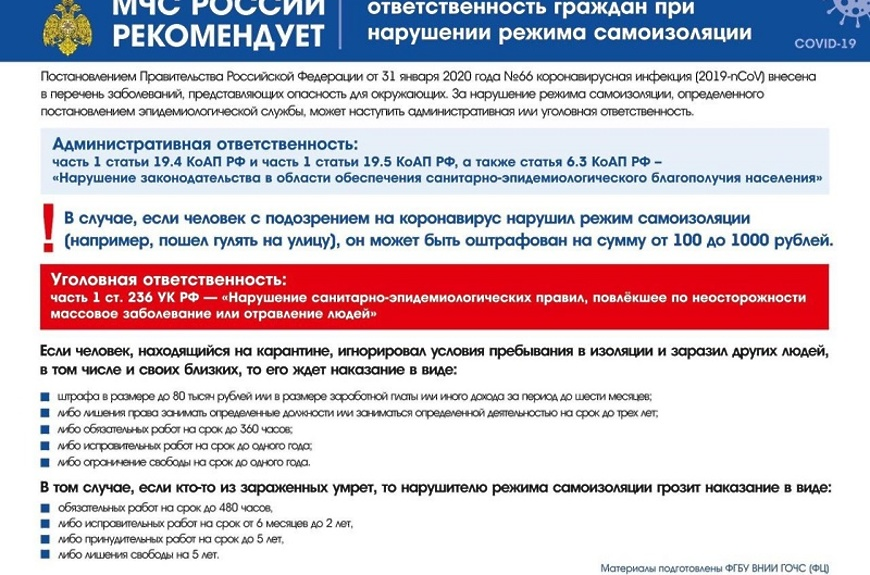 МЧС РОССИИ
РЕКОМЕНДУЕТ
ответственность граждан при
нарушении режима самоизоляции
COVID-19
Постановлением Правительства Российской Федерации от 31 января 2020 года №66 коронавирусная инфекция (2019-nCoV) внесена
в перечень заболеваний, представляющих опасность для окружающих. За нарушение режима самоизоляции, определенного
постановлением эпидемиологической службы, может наступить административная или уголовная ответственность.
Административная ответственность:
часть 1 статьи 19.4 КоАП РФ и часть 1 статьи 19.5 КоАП РФ, а также статья 6.3 КоАП РФ –
«Нарушение законодательства в области обеспечения санитарно-эпидемиологического благополучия населения»
! В случае, если человек с подозрением на коронавирус нарушил режим самоизоляции
(например, пошел гулять на улицу), он может быть оштрафован на сумму от 100 до 1000 рублей.
Уголовная ответственность:
часть 1 ст. 236 УК РФ — «Нарушение санитарно-эпидемиологических правил, повлёкшее по неосторожности
массовое заболевание или отравление людей»
Если человек, находящийся на карантине, игнорировал условия пребывания в изоляции и заразил других людей,
в том числе и своих близких, то его ждет наказание в виде:
штрафа в размере до 80 тысяч рублей или в размере заработной платы или иного дохода за период до шести месяцев;
либо лишения права занимать определенные должности или заниматься определенной деятельностью на срок до трех лет;
либо обязательных работ на срок до 360 часов;
либо исправительных работ на срок до одного года;
либо ограничение свободы на срок до одного года.
В том случае, если кто-то из зараженных умрет, то нарушителю режима самоизоляции грозит наказание в виде:
обязательных работ на срок до 480 часов,
либо исправительных работ на срок от 6 месяцев до 2 лет,
либо принудительных работ на срок до 5 лет,
либо лишения свободы на 5 лет.
Материалы подготовлены ФГБУ ВНИИ ГОЧС (ФЦ)